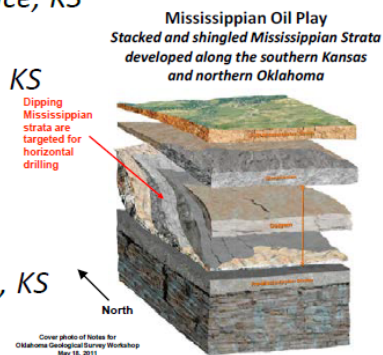 ce, KS
Mississippian Oil Play
Stacked and shingled Mississippian Strata
developed along the southern Kansas
and northern Oklahoma
KS
Dipping
Mississippian
strata are
targeted for
horizontal
drilling
, KS
North
Cover photo of Notes for
Oklahoma Geological Survey Workshop
May 18, 2011